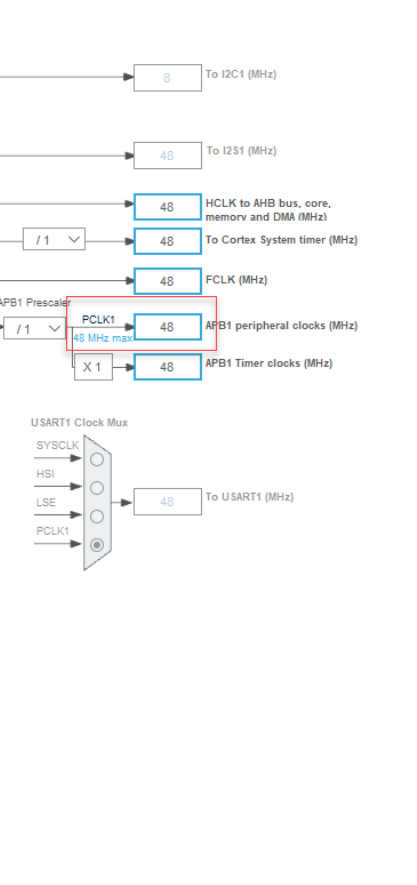 8
To I2C1 (MHz)
48
To I2S1 (MHz)
48
HCLK to AHB bus, core,
memory and DMA (MHz)
/ 1
48
To Cortex System timer (MHz)
48
FCLK (MHz)
APB1 Prescaler
/ 1
PCLK1
48 MHz max
48
APB1 peripheral clocks (MHz)
X 1
48
APB1 Timer clocks (MHz)
USART1 Clock Mux
SYSCLK
HSI
LSE
PCLK1
48
To USART1 (MHz)